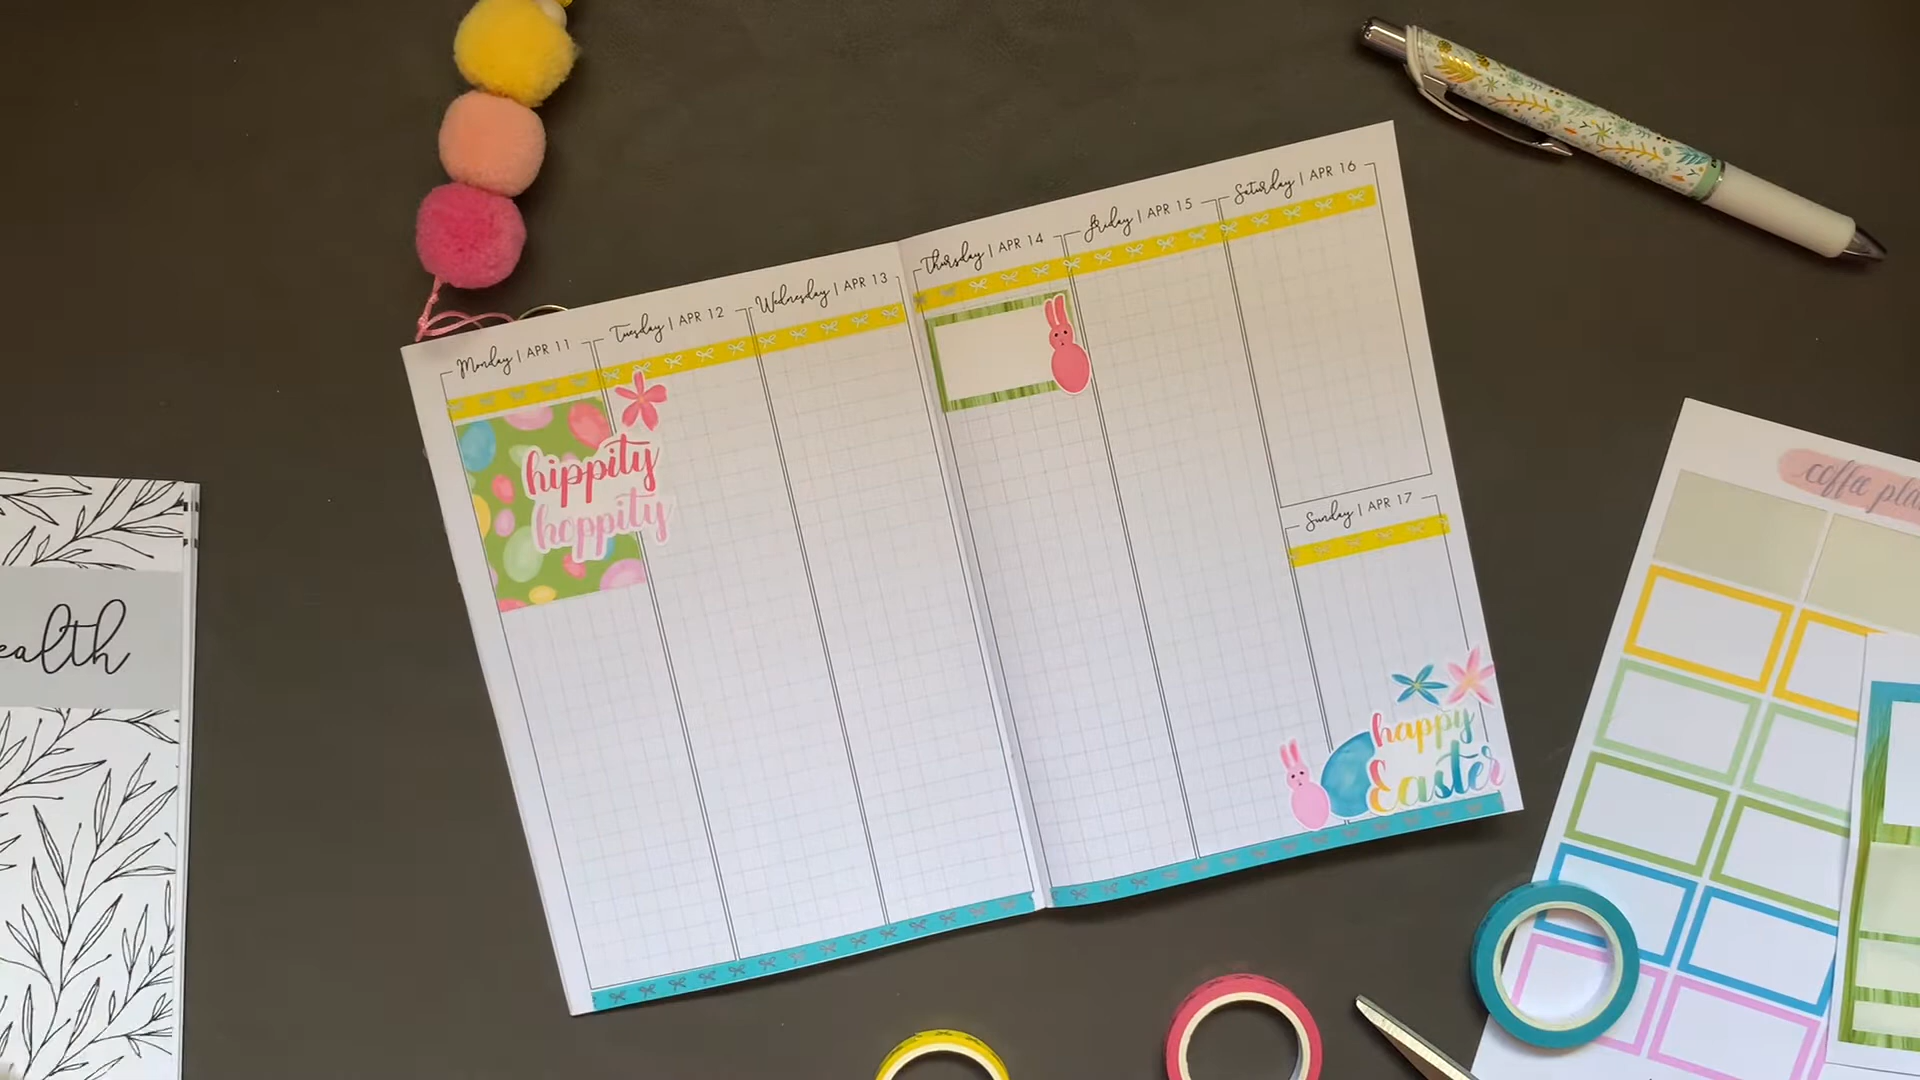 Monday | APR 11
Tuesday | APR 12
Wednesday | APR 13
Thursday | APR 14
Friday | APR 15
Saturday | APR 16
hippity
hoppity
Sunday | APR 17
happy
Easter
coffee